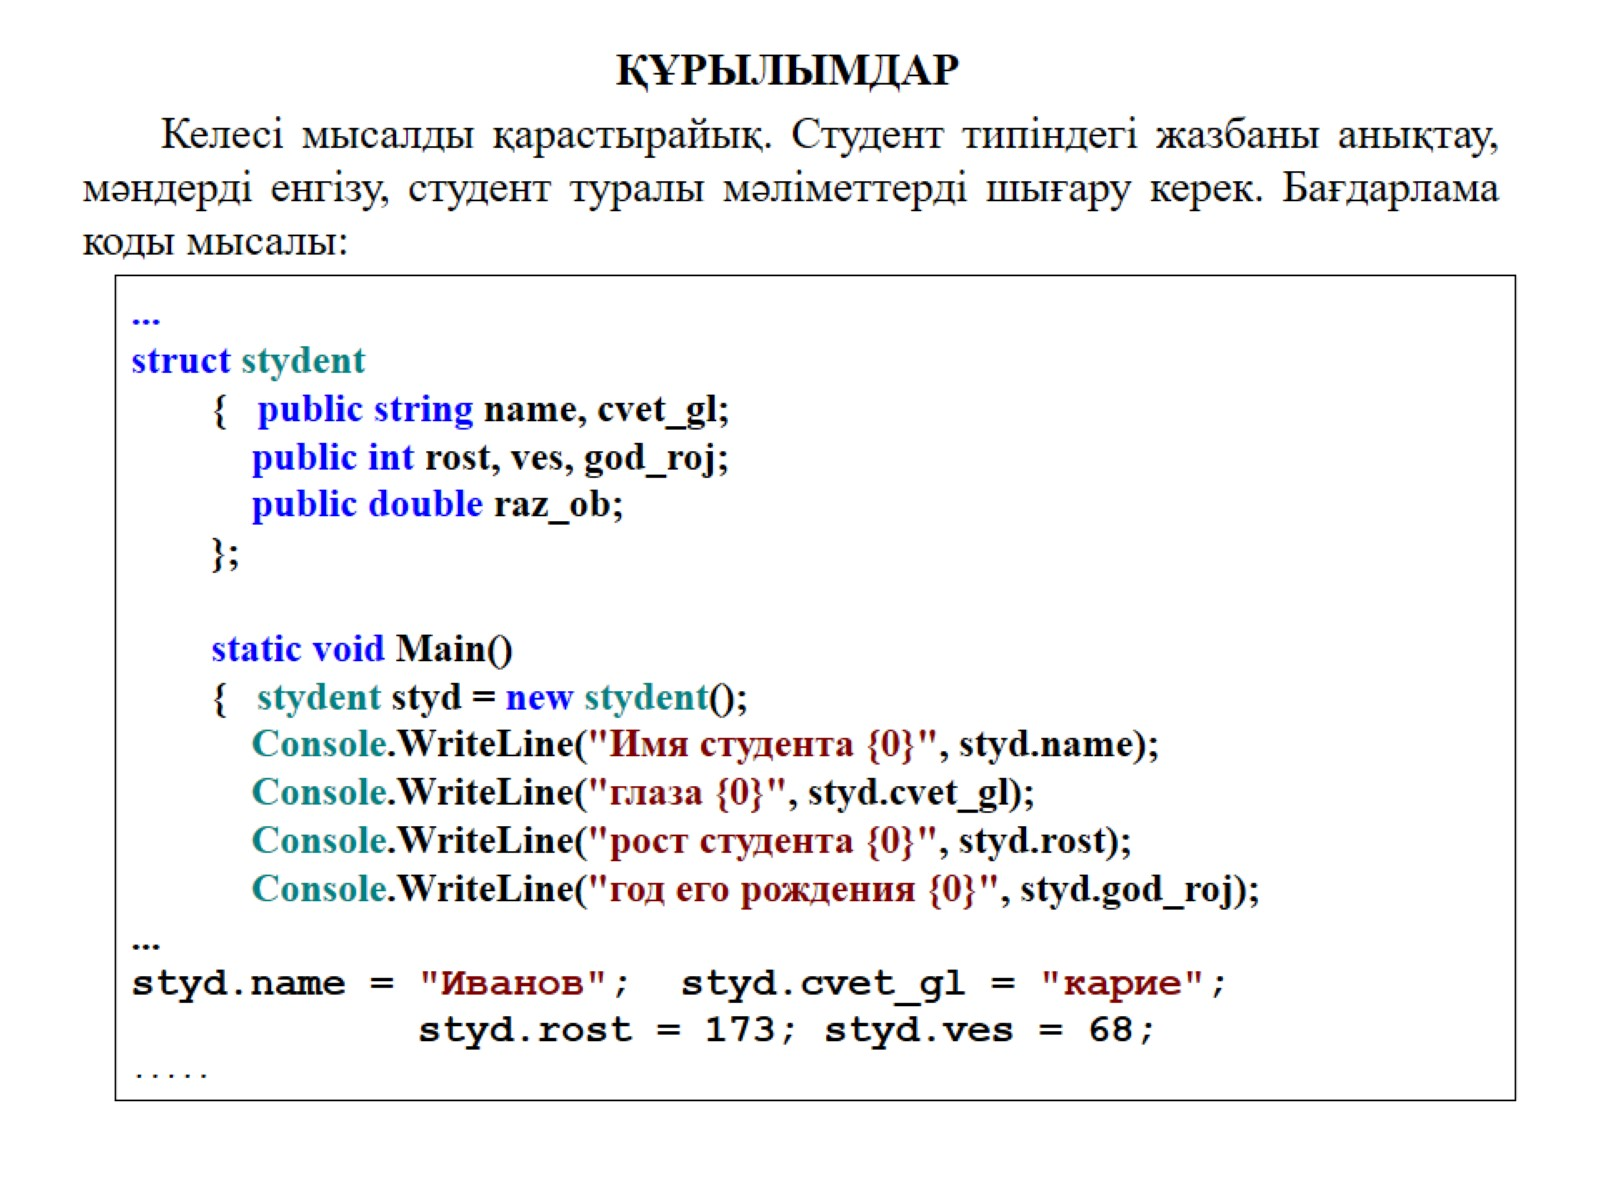 ҚҰРЫЛЫМДАР
Келесі мысалды қарастырайық. Студент типіндегі жазбаны анықтау,
мәндерді енгізу, студент туралы мәліметтерді шығару керек. Бағдарлама
коды мысалы:
...
struct stydent
{ public string name, cvet_gl;
public int rost, ves, god_roj;
public double raz_ob;
};
static void Main()
{ stydent styd = new stydent();
Console.WriteLine("Имя студента {0}", styd.name);
Console.WriteLine("глаза {0}", styd.cvet_gl);
Console.WriteLine("рост студента {0}", styd.rost);
Console.WriteLine("год его рождения {0}", styd.god_roj);
...
styd.name = "Иванов"; styd.cvet_gl = "карие";
styd.rost = 173; styd.ves = 68;
.....